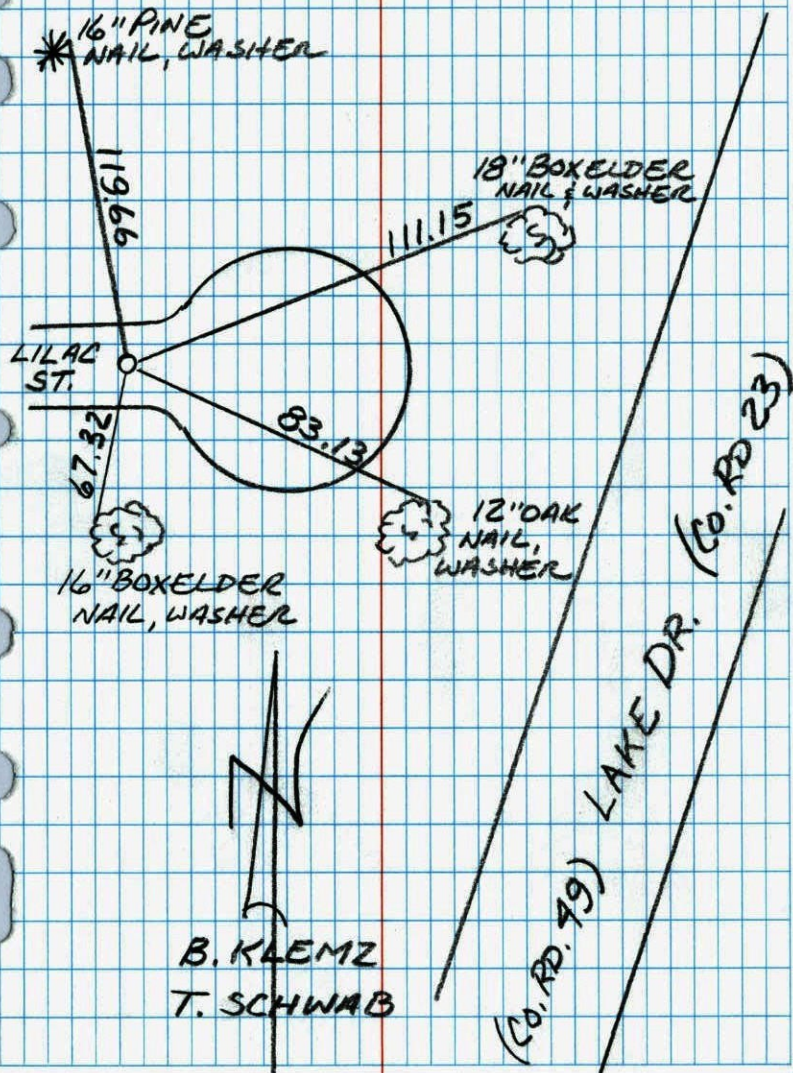 16" PINE
NAIL, WASHER
119.66
18" BOXELDER
NAIL & WASHER
111.15
LILAC
ST.
67.32
83.13
12" OAK
NAIL,
WASHER
16" BOXELDER
NAIL, WASHER
(CO. RD 23)
LAKE DR.
(CO. RD. 49)
N
B. KLEMZ
T. SCHWAB